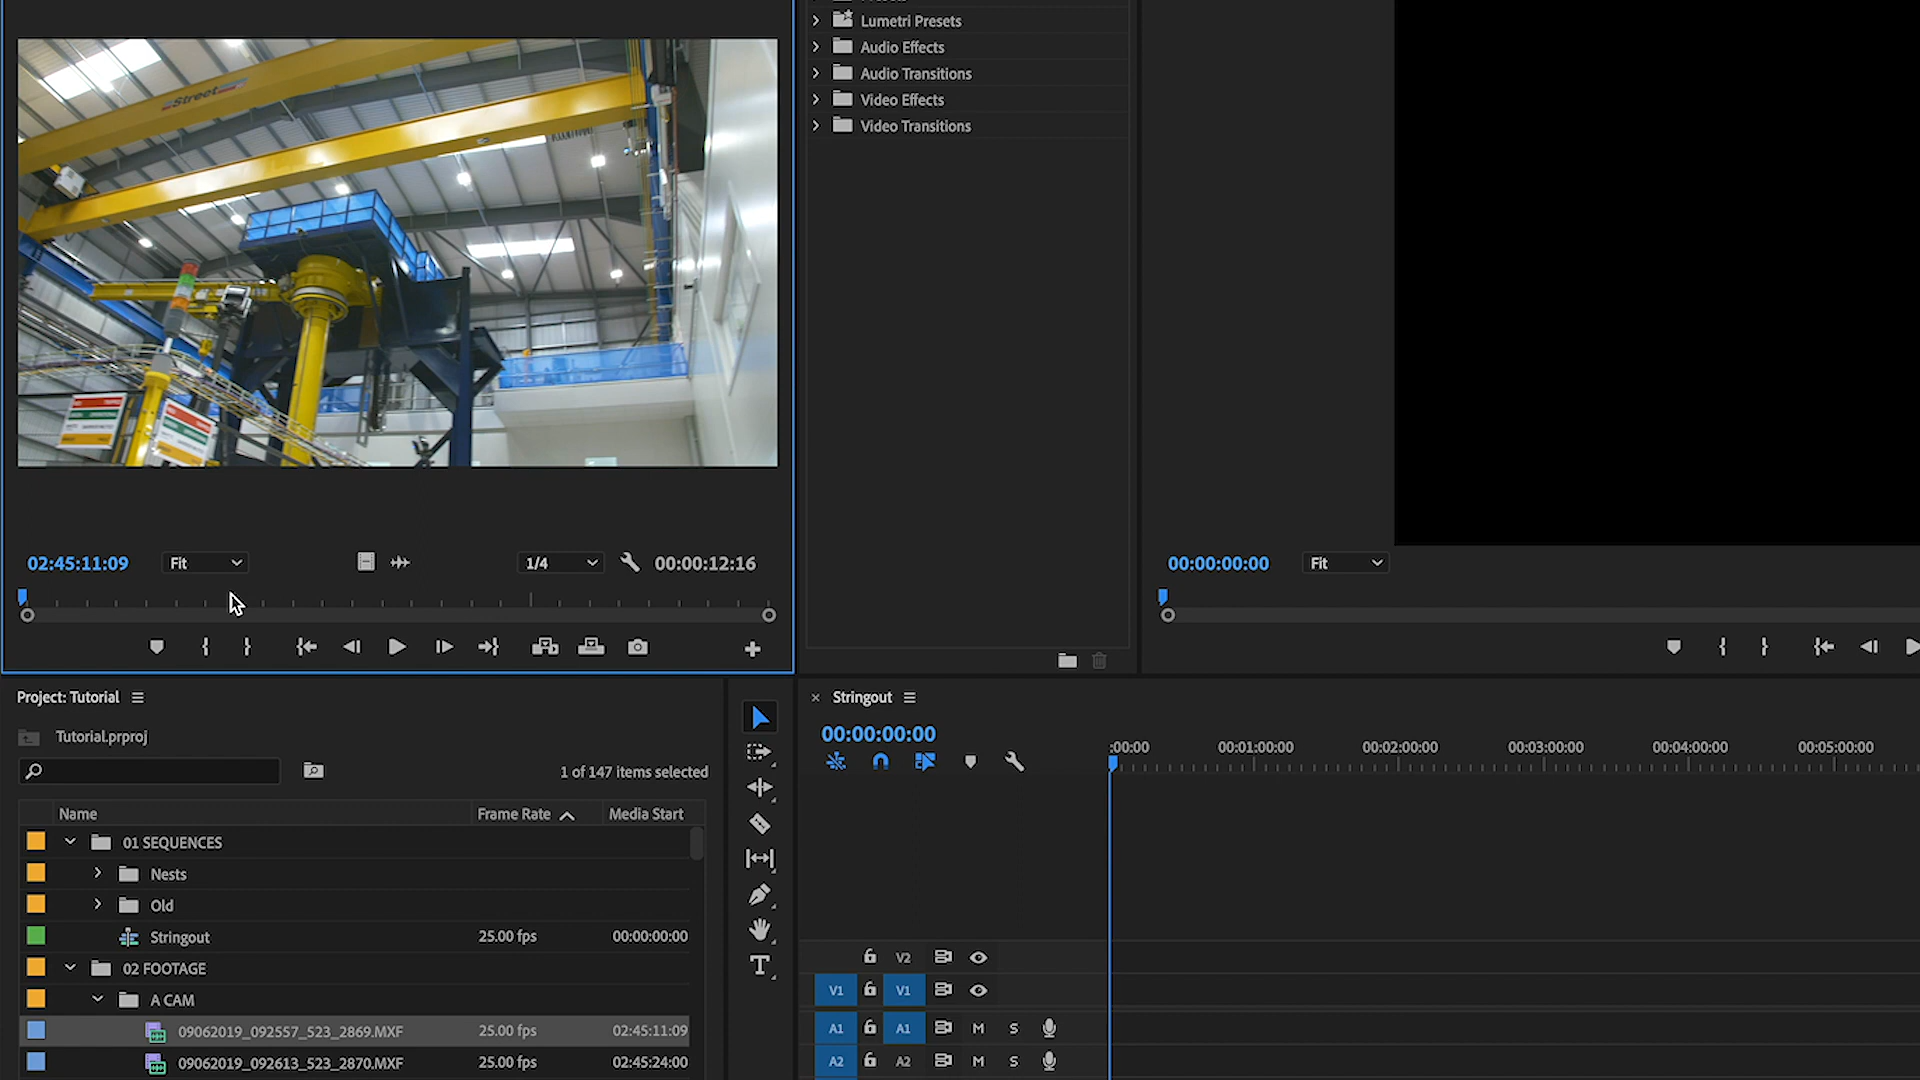 Street
02:45:11:09
Fit
1/4
00:00:12:16
Lumetri Presets
Audio Effects
Audio Transitions
Video Effects
Video Transitions
00:00:00:00
Fit
Project: Tutorial
Tutorial.prproj
1 of 147 items selected
Name Frame Rate Media Start
01 SEQUENCES
Nests
Old
Stringout 25.00 fps 00:00:00:00
02 FOOTAGE
A CAM
09062019_092557_523_2869.MXF 25.00 fps 02:45:11:09
09062019_092613_523_2870.MXF 25.00 fps 02:45:24:00
T
× Stringout
00:00:00:00
:00:00 00:01:00:00 00:02:00:00 00:03:00:00 00:04:00:00 00:05:00:00
V2
V1 V1
A1 A1 M S
A2 A2 M S